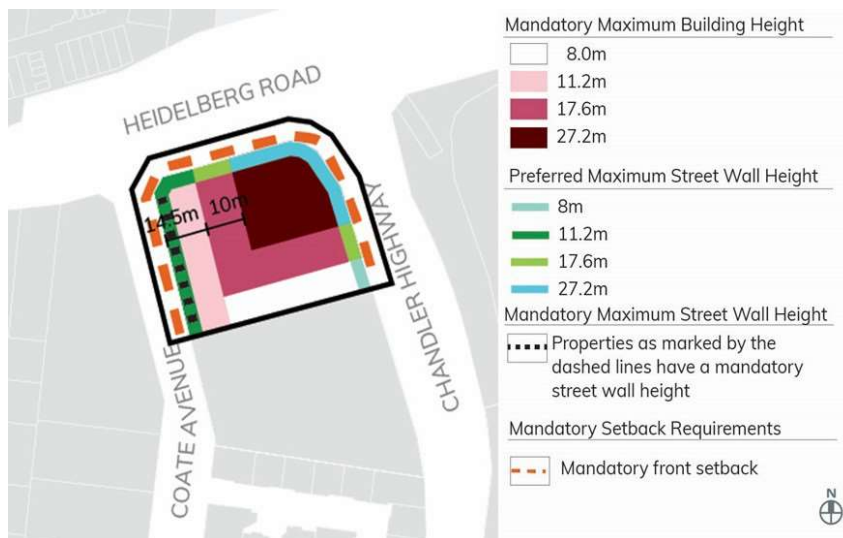 HEIDELBERG ROAD
14.5m
10m
COATE AVENUE
CHANDLER HIGHWAY
Mandatory Maximum Building Height
8.0m
11.2m
17.6m
27.2m
Preferred Maximum Street Wall Height
8m
11.2m
17.6m
27.2m
Mandatory Maximum Street Wall Height
Properties as marked by the
dashed lines have a mandatory
street wall height
Mandatory Setback Requirements
Mandatory front setback
N